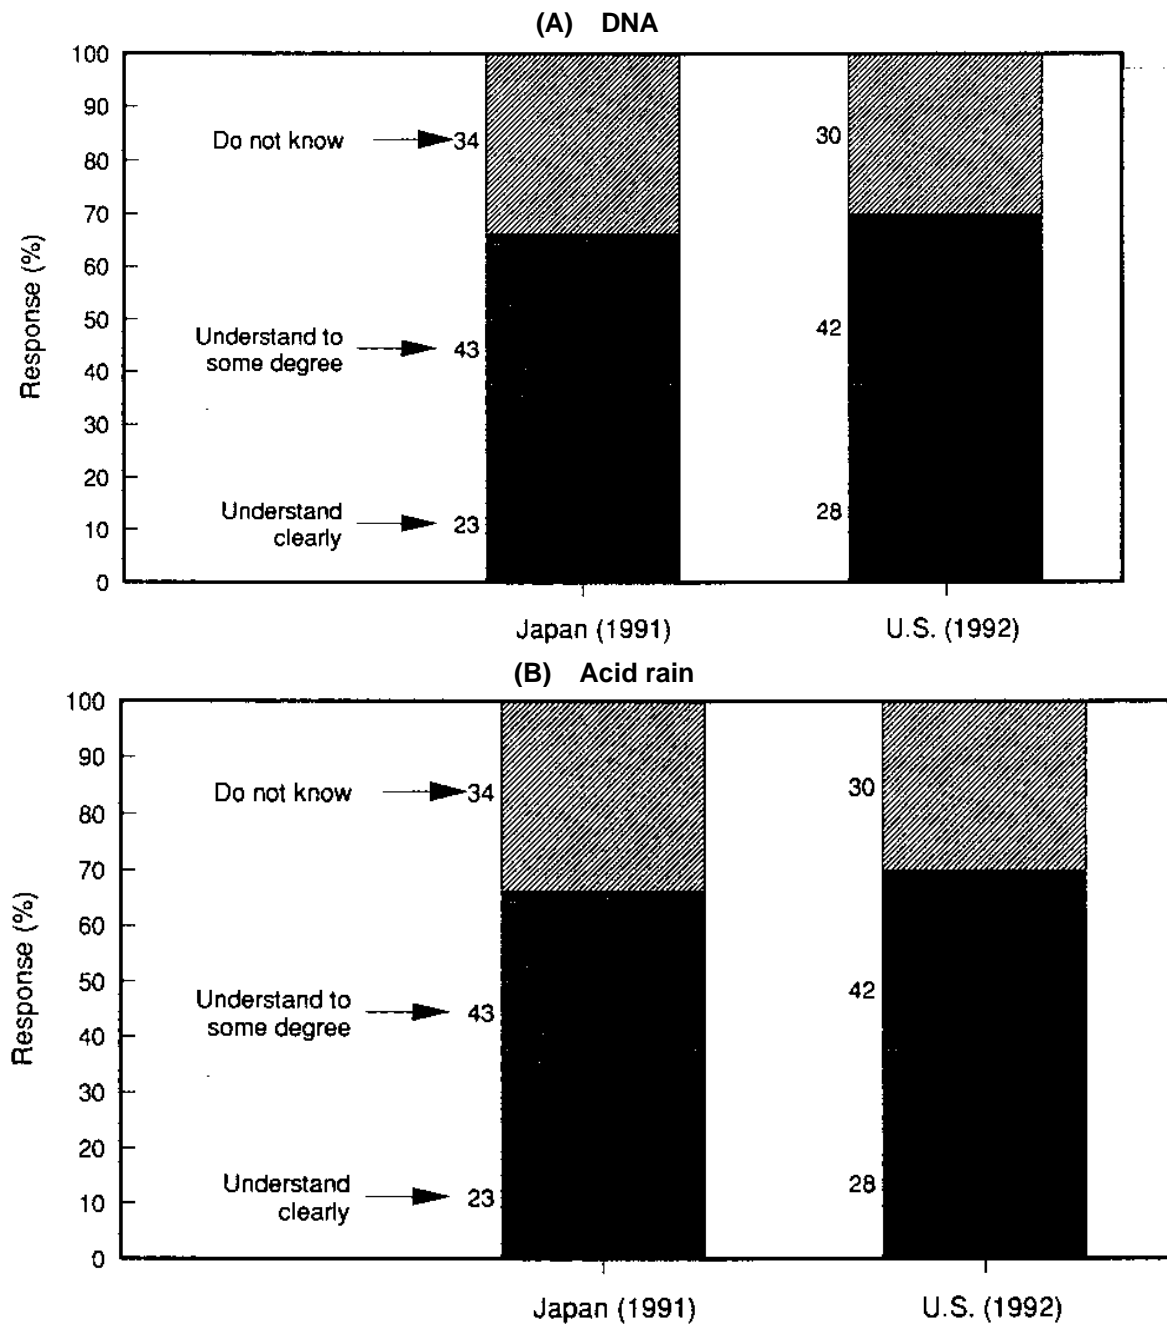 (A) DNA
100
90
80
70
60
50
40
30
20
10
0
Response (%)
Do not know
34
30
Understand to
some degree
43
42
Understand
clearly
23
28
Japan (1991)
U.S. (1992)
(B) Acid rain
100
90
80
70
60
50
40
30
20
10
0
Response (%)
Do not know
34
30
Understand to
some degree
43
42
Understand
clearly
23
28
Japan (1991)
U.S. (1992)